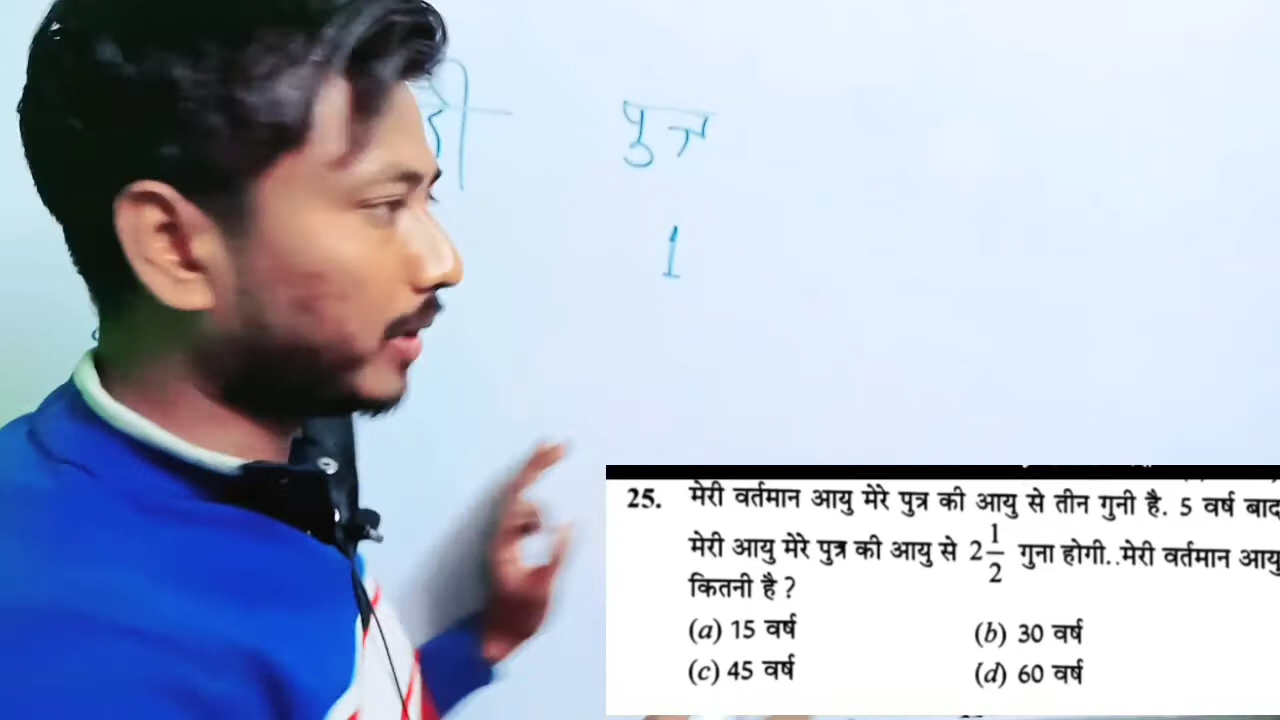 पुत्र
1
25. मेरी वर्तमान आयु मेरे पुत्र की आयु से तीन गुनी है. 5 वर्ष बाद
मेरी आयु मेरे पुत्र की आयु से 2 1/2 गुना होगी..मेरी वर्तमान आयु
कितनी है ?
(a) 15 वर्ष (b) 30 वर्ष
(c) 45 वर्ष (d) 60 वर्ष